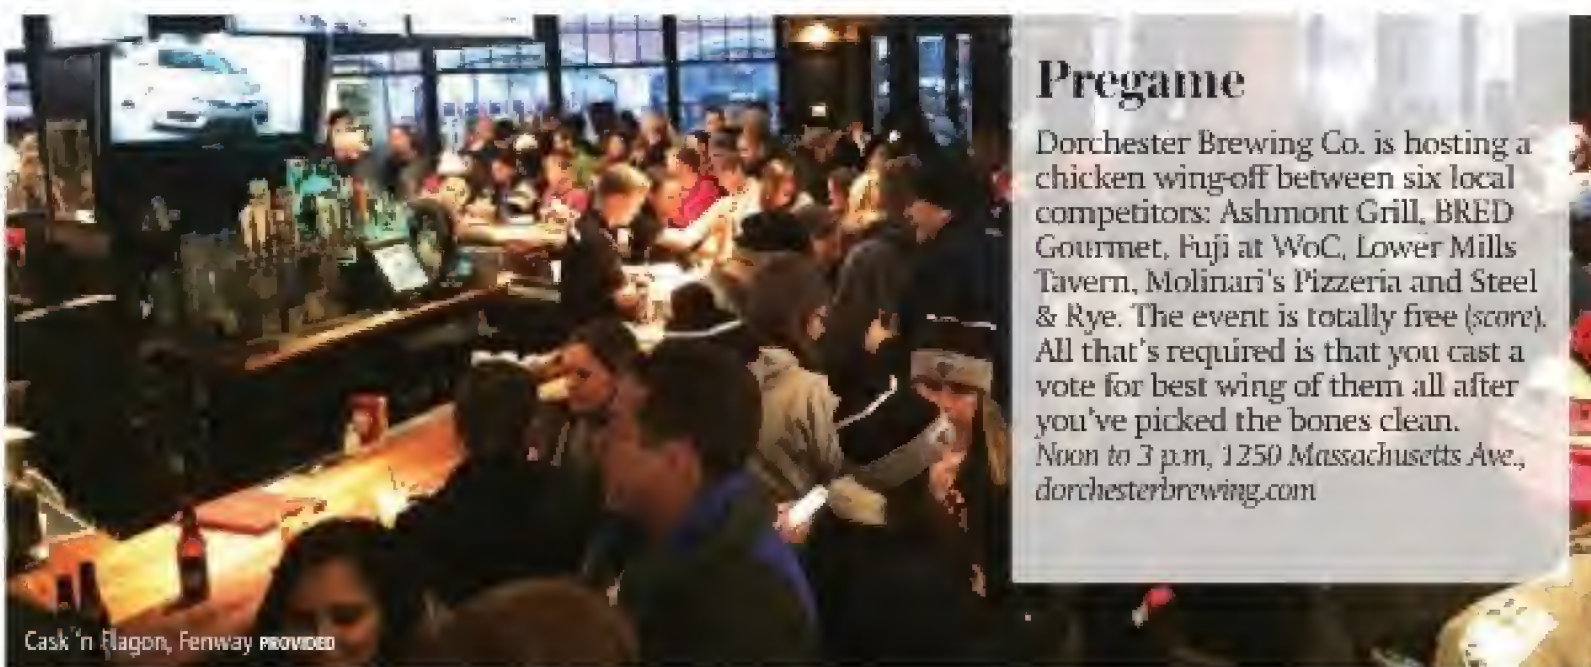 Pregame
Dorchester Brewing Co. is hosting a
chicken wing-off between six local
competitors: Ashmont Grill, BRED
Gourmet, Fuji at WoC, Lower Mills
Tavern, Molinari's Pizzeria and Steel
& Rye. The event is totally free (score).
All that's required is that you cast a
vote for best wing of them all after
you've picked the bones clean.
Noon to 3 p.m, 1250 Massachusetts Ave.,
dorchesterbrewing.com
Cask 'n Flagon, Fenway PROVIDED